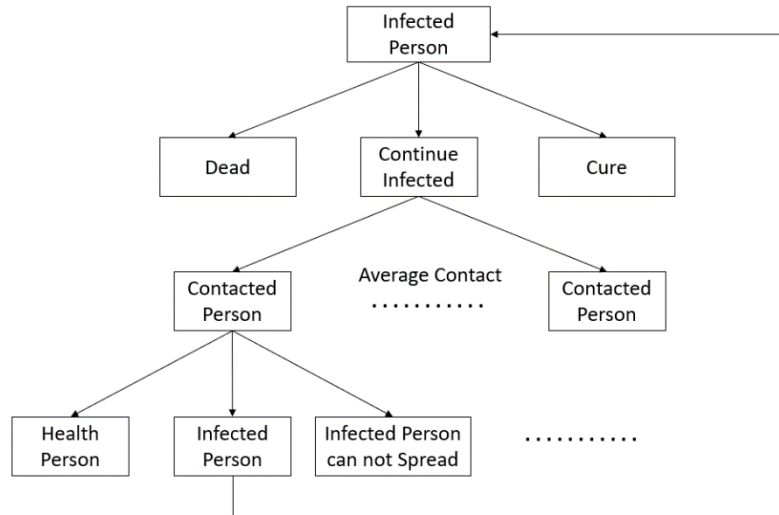 Infected
Person
Dead
Continue
Infected
Cure
Average Contact
Contacted
Person
Contacted
Person
Health
Person
Infected
Person
Infected Person
can not Spread